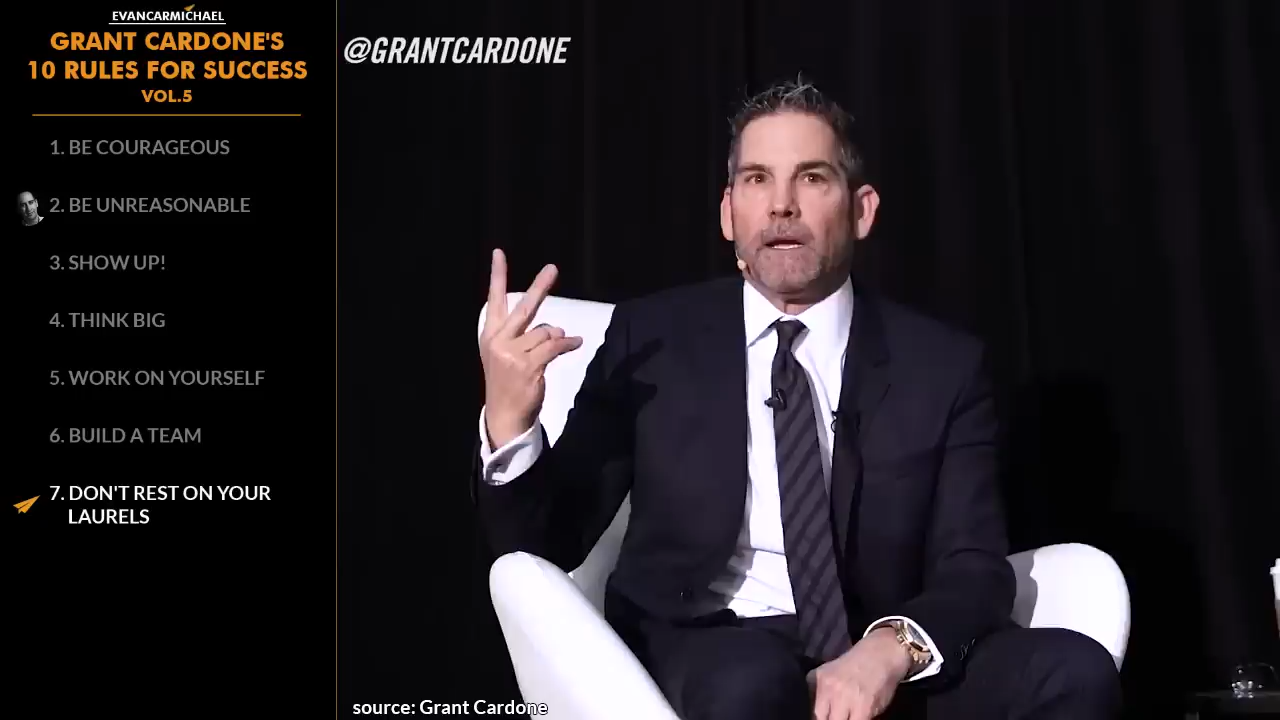 EVANCARMICHAEL
GRANT CARDONE'S
10 RULES FOR SUCCESS
VOL.5
1. BE COURAGEOUS
2. BE UNREASONABLE
3. SHOW UP!
4. THINK BIG
5. WORK ON YOURSELF
6. BUILD A TEAM
7. DON'T REST ON YOUR
LAURELS
@GRANTCARDONE
source: Grant Cardone